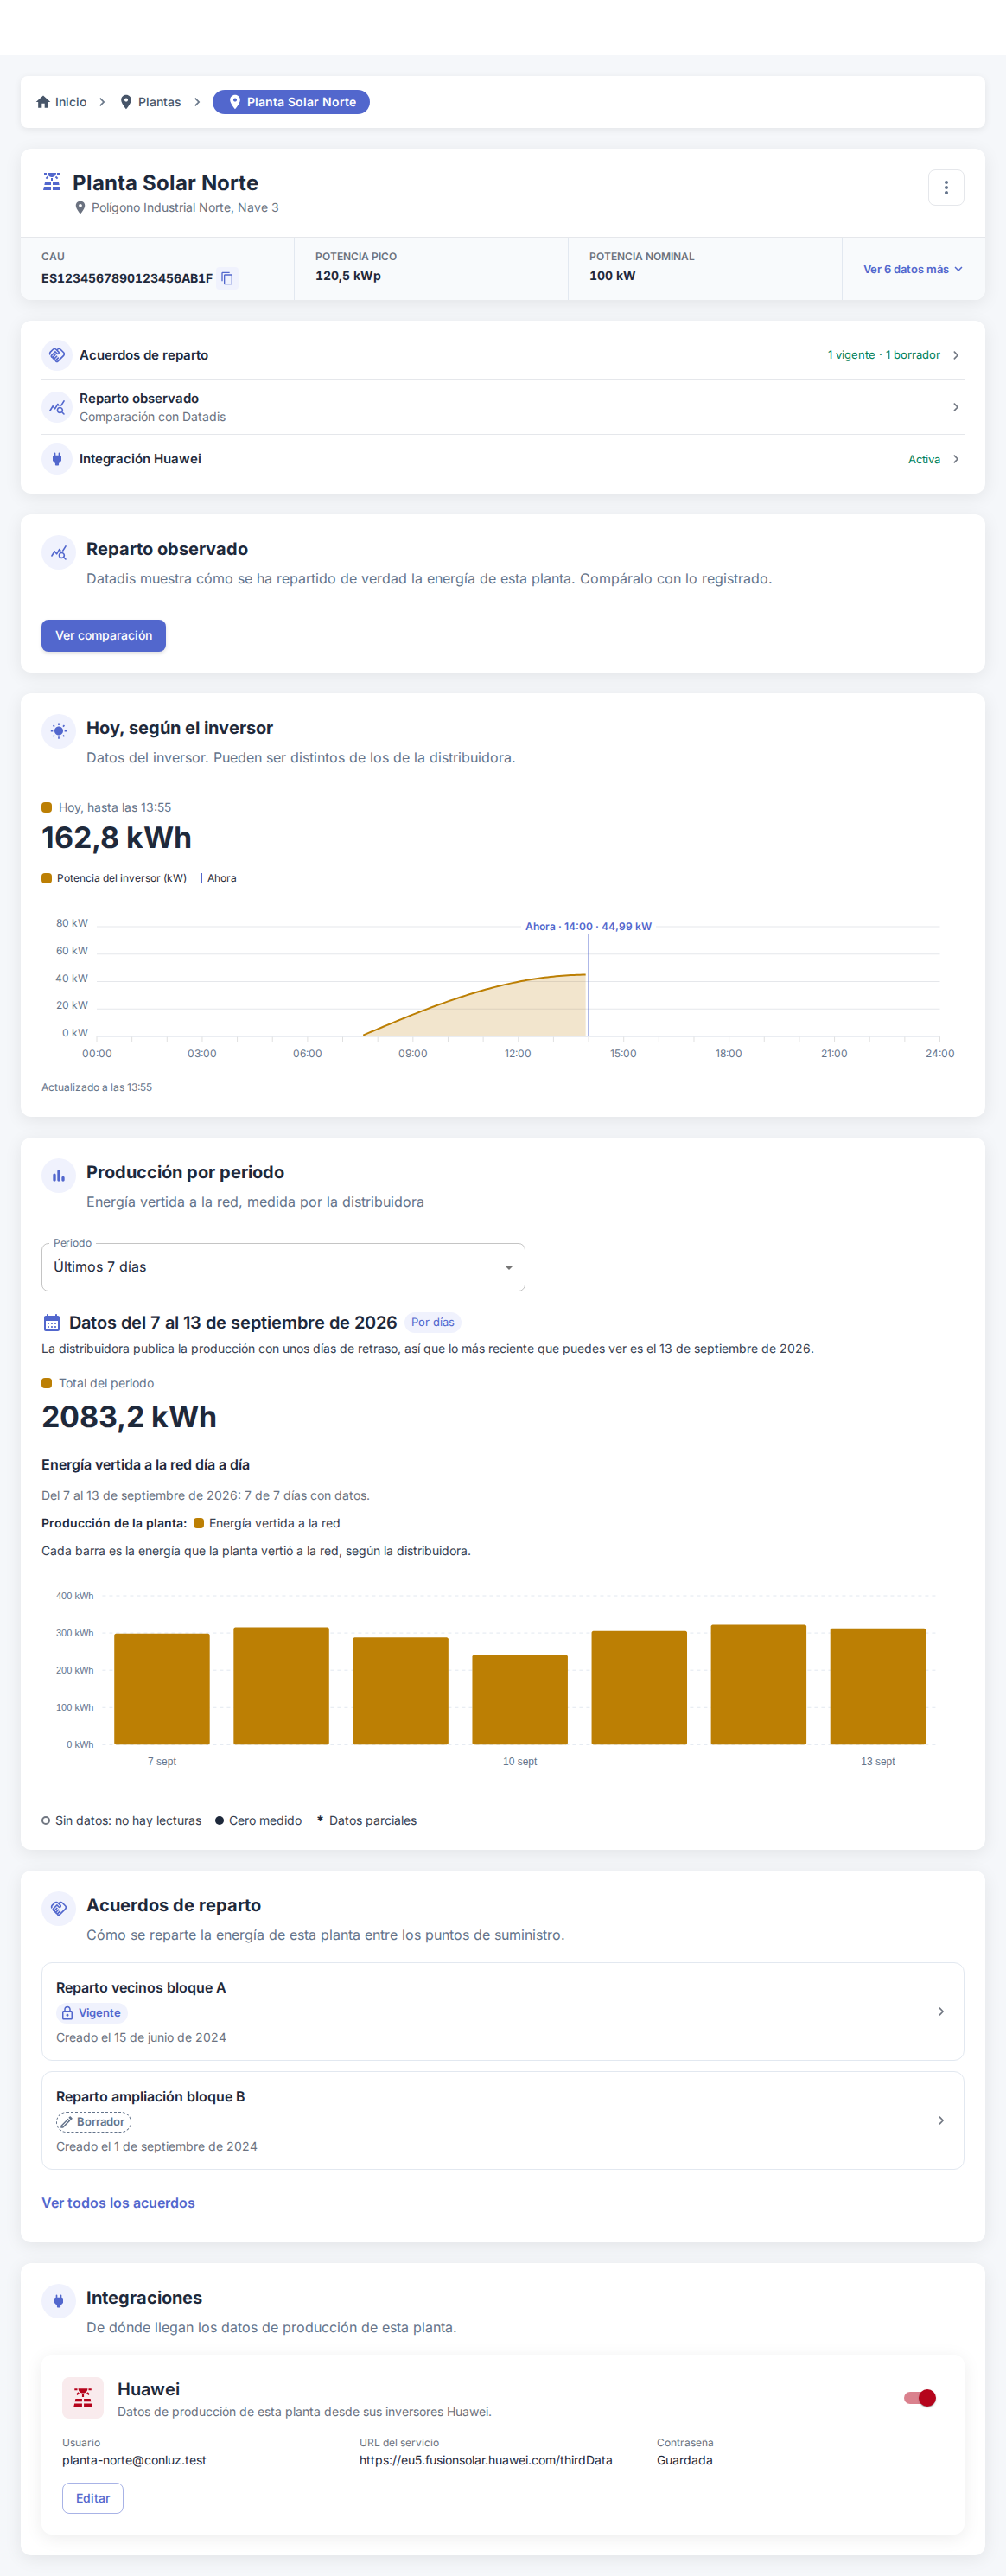 Inicio
Plantas
Planta Solar Norte
Planta Solar Norte
Polígono Industrial Norte, Nave 3
CAU
ES1234567890123456AB1F
POTENCIA PICO
120,5 kWp
POTENCIA NOMINAL
100 kW
Ver 6 datos más
Acuerdos de reparto
1 vigente · 1 borrador
Reparto observado
Comparación con Datadis
Integración Huawei
Activa
Reparto observado
Datadis muestra cómo se ha repartido de verdad la energía de esta planta. Compáralo con lo registrado.
Ver comparación
Hoy, según el inversor
Datos del inversor. Pueden ser distintos de los de la distribuidora.
Hoy, hasta las 13:55
162,8 kWh
Potencia del inversor (kW)
Ahora
Ahora · 14:00 · 44,99 kW
80 kW
60 kW
40 kW
20 kW
0 kW
00:00
03:00
06:00
09:00
12:00
15:00
18:00
21:00
24:00
Actualizado a las 13:55
Producción por periodo
Energía vertida a la red, medida por la distribuidora
Periodo
Últimos 7 días
Datos del 7 al 13 de septiembre de 2026
Por días
La distribuidora publica la producción con unos días de retraso, así que lo más reciente que puedes ver es el 13 de septiembre de 2026.
Total del periodo
2083,2 kWh
Energía vertida a la red día a día
Del 7 al 13 de septiembre de 2026: 7 de 7 días con datos.
Producción de la planta: Energía vertida a la red
Cada barra es la energía que la planta vertió a la red, según la distribuidora.
400 kWh
300 kWh
200 kWh
100 kWh
0 kWh
7 sept
10 sept
13 sept
Sin datos: no hay lecturas
Cero medido
* Datos parciales
Acuerdos de reparto
Cómo se reparte la energía de esta planta entre los puntos de suministro.
Reparto vecinos bloque A
Vigente
Creado el 15 de junio de 2024
Reparto ampliación bloque B
Borrador
Creado el 1 de septiembre de 2024
Ver todos los acuerdos
Integraciones
De dónde llegan los datos de producción de esta planta.
Huawei
Datos de producción de esta planta desde sus inversores Huawei.
Usuario
planta-norte@conluz.test
URL del servicio
https://eu5.fusionsolar.huawei.com/thirdData
Contraseña
Guardada
Editar